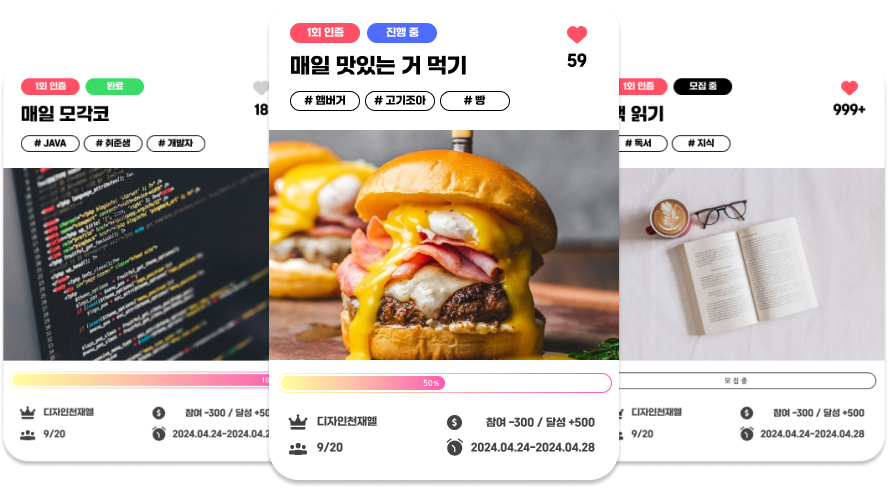 1회 인증 완료
매일 모각코
18
# JAVA # 취준생 # 개발자
디자인천재엘
참여 -300 / 달성 +50
9/20
2024.04.24-2024.04.2
1회 인증 진행 중
매일 맛있는 거 먹기
59
# 햄버거 # 고기조아 # 빵
50%
디자인천재엘
참여 -300 / 달성 +500
9/20
2024.04.24-2024.04.28
1회 인증 모집 중
책 읽기
999+
# 독서 # 지식
모집중
디자인천재엘
참여 -300 / 달성 +500
9/20
2024.04.24-2024.04.28